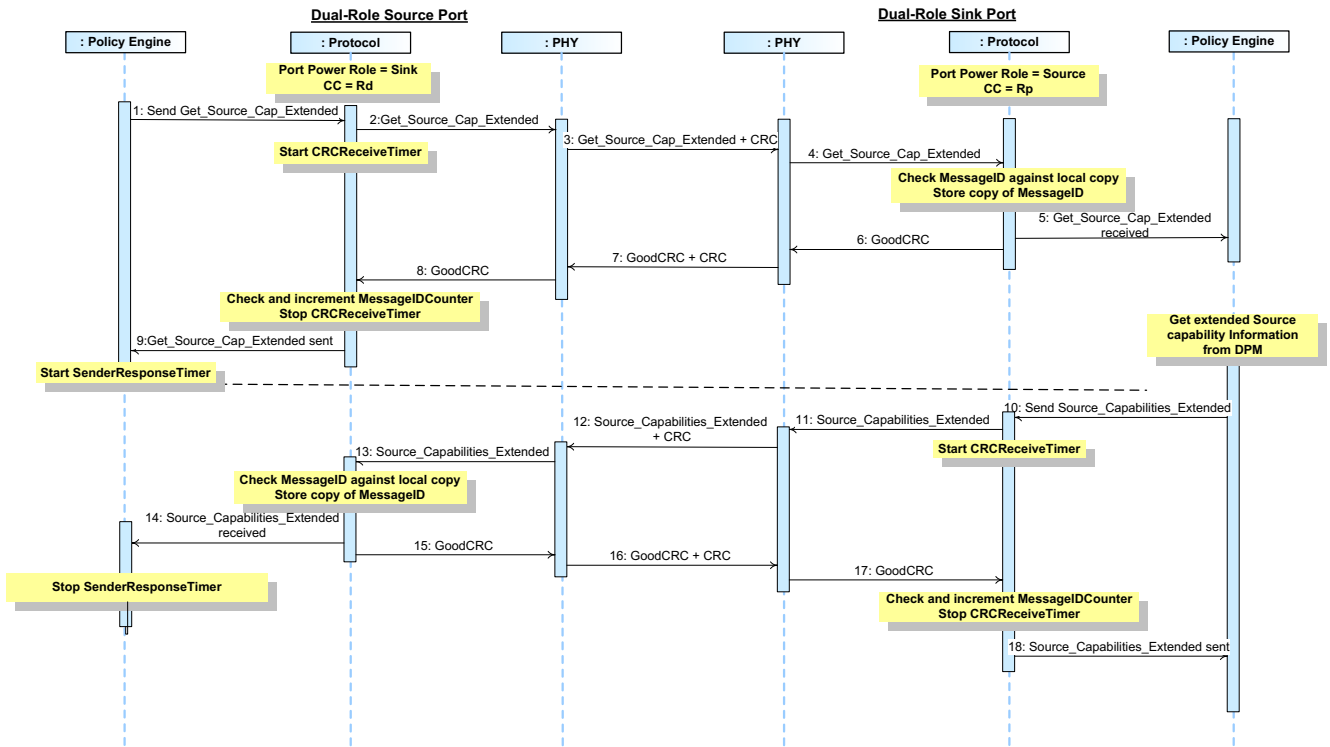 Dual-Role Source Port
Dual-Role Sink Port
: Policy Engine
: Protocol
: PHY
: PHY
: Protocol
: Policy Engine
Port Power Role = Sink
CC = Rd
Port Power Role = Source
CC = Rp
1: Send Get_Source_Cap_Extended
2:Get_Source_Cap_Extended
Start CRCReceiveTimer
3: Get_Source_Cap_Extended + CRC
4: Get_Source_Cap_Extended
Check MessageID against local copy
Store copy of MessageID
5: Get_Source_Cap_Extended
received
6: GoodCRC
7: GoodCRC + CRC
8: GoodCRC
Check and increment MessageIDCounter
Stop CRCReceiveTimer
9:Get_Source_Cap_Extended sent
Start SenderResponseTimer
Get extended Source
capability Information
from DPM
10: Send Source_Capabilities_Extended
11: Source_Capabilities_Extended
Start CRCReceiveTimer
12: Source_Capabilities_Extended
+ CRC
13: Source_Capabilities_Extended
Check MessageID against local copy
Store copy of MessageID
14: Source_Capabilities_Extended
received
15: GoodCRC
16: GoodCRC + CRC
17: GoodCRC
Stop SenderResponseTimer
Check and increment MessageIDCounter
Stop CRCReceiveTimer
18: Source_Capabilities_Extended sent